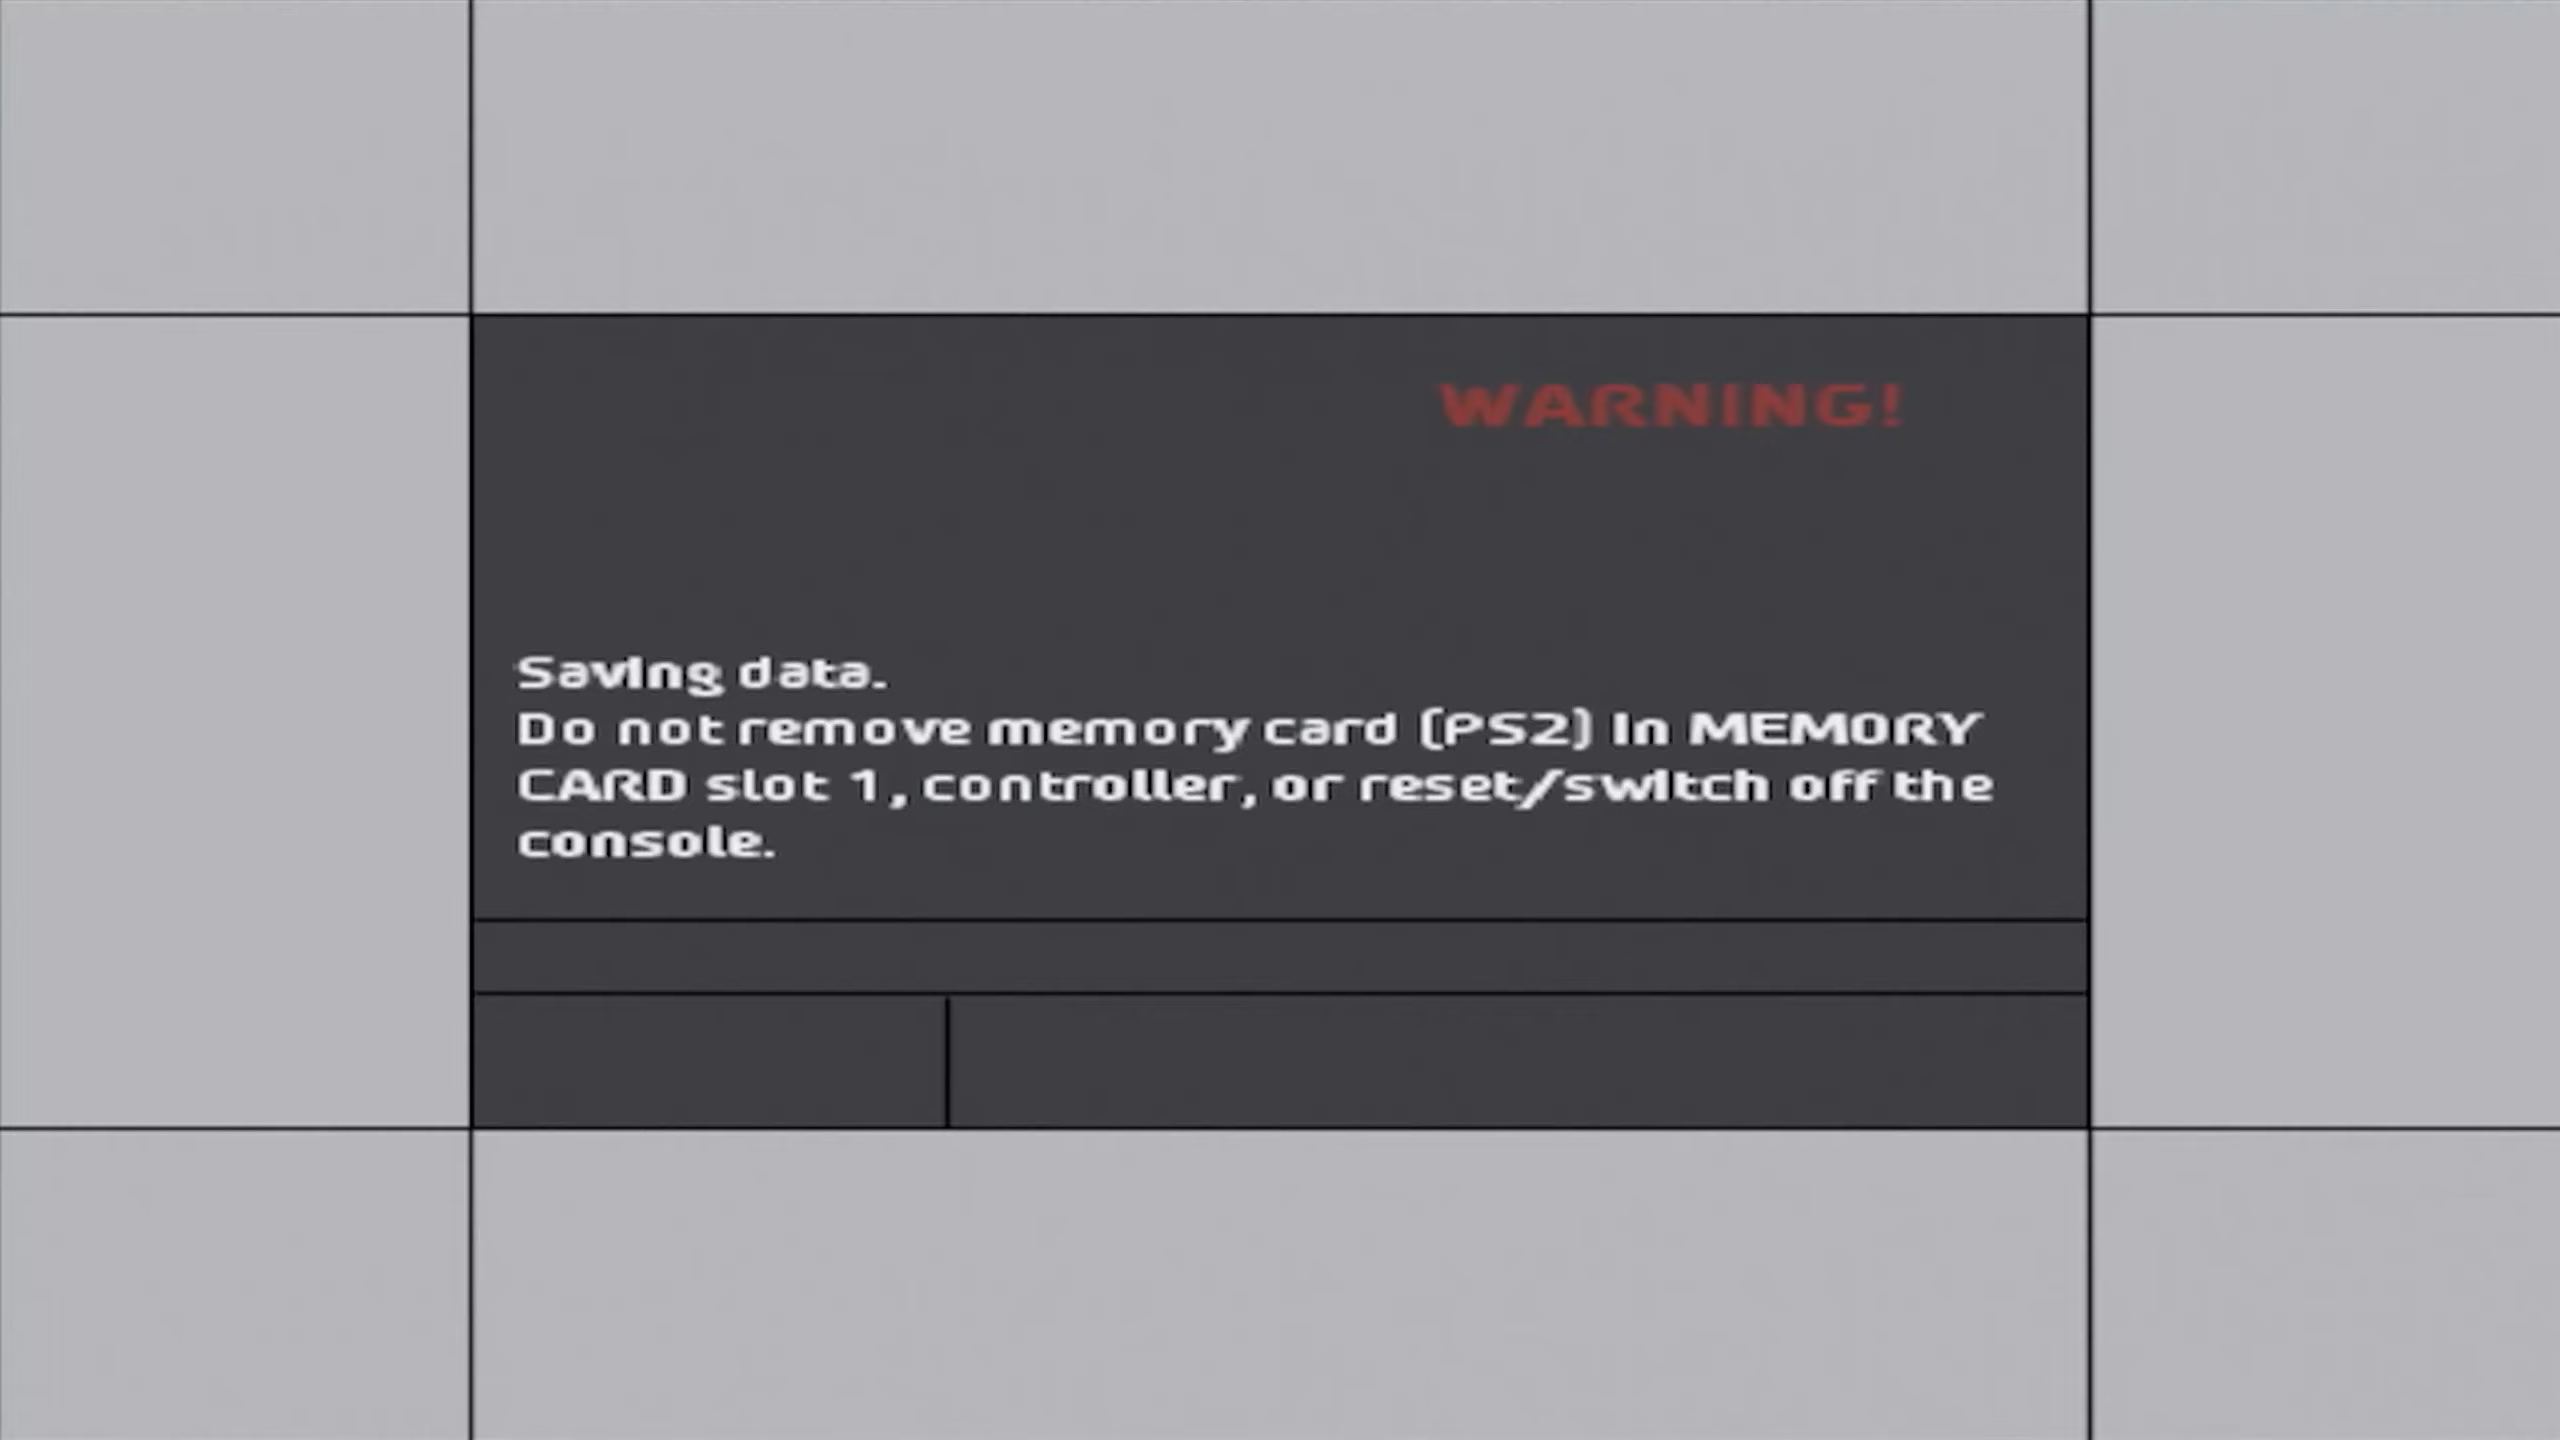 WARNING!
Saving data.
Do not remove memory card (PS2) in MEMORY
CARD slot 1, controller, or reset/switch off the
console.